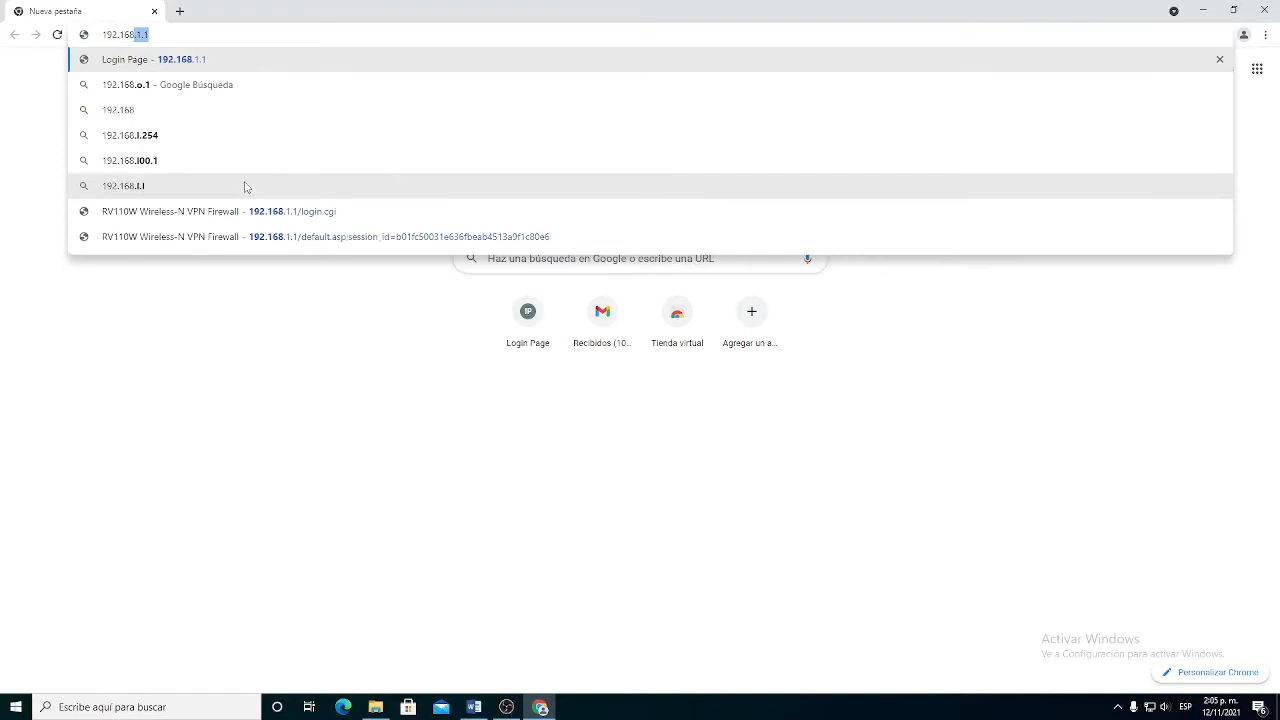 Nueva pestaña
192.168.1.1
Login Page - 192.168.1.1
192.168.o.1 - Google Búsqueda
192.168
192.168.l.254
192.168.l00.1
192.168.l.l
RV110W Wireless-N VPN Firewall - 192.168.1.1/login.cgi
RV110W Wireless-N VPN Firewall - 192.168.1.1/default.asp;session_id=b01fc50031e636fbeab4513a9f1c80e6
Haz una búsqueda en Google o escribe una URL
IP
Login Page
Recibidos (10...
Tienda virtual
Agregar un a...
Activar Windows
Ve a Configuración para activar Windows.
Personalizar Chrome
Escribe aquí para buscar
ESP
2:05 p. m.
12/11/2021
6